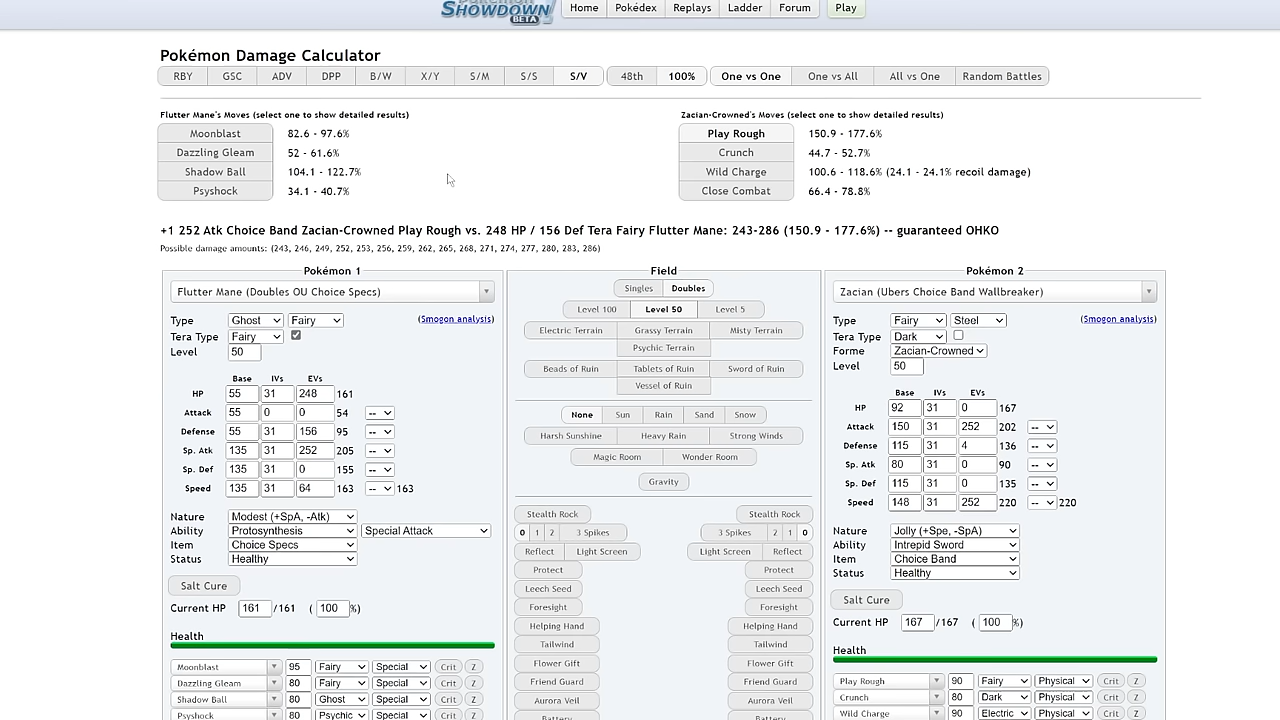 Pokémon
SHOWDOWN
BETA
Home Pokédex Replays Ladder Forum Play
Pokémon Damage Calculator
RBY GSC ADV DPP B/W X/Y S/M S/S S/V 48th 100% One vs One One vs All All vs One Random Battles
Flutter Mane's Moves (select one to show detailed results)
Moonblast 82.6 - 97.6%
Dazzling Gleam 52 - 61.6%
Shadow Ball 104.1 - 122.7%
Psyshock 34.1 - 40.7%
Zacian-Crowned's Moves (select one to show detailed results)
Play Rough 150.9 - 177.6%
Crunch 44.7 - 52.7%
Wild Charge 100.6 - 118.6% (24.1 - 24.1% recoil damage)
Close Combat 66.4 - 78.8%
+1 252 Atk Choice Band Zacian-Crowned Play Rough vs. 248 HP / 156 Def Tera Fairy Flutter Mane: 243-286 (150.9 - 177.6%) -- guaranteed OHKO
Possible damage amounts: (243, 246, 249, 252, 253, 256, 259, 262, 265, 268, 271, 274, 277, 280, 283, 286)
Pokémon 1
Flutter Mane (Doubles OU Choice Specs)
Type Ghost Fairy (Smogon analysis)
Tera Type Fairy
Level 50
Base IVs EVs
HP 55 31 248 161
Attack 55 0 0 54 --
Defense 55 31 156 95 --
Sp. Atk 135 31 252 205 --
Sp. Def 135 31 0 155 --
Speed 135 31 64 163 -- 163
Nature Modest (+SpA, -Atk)
Ability Protosynthesis Special Attack
Item Choice Specs
Status Healthy
Salt Cure
Current HP 161 /161 ( 100 %)
Health
Moonblast 95 Fairy Special Crit Z
Dazzling Gleam 80 Fairy Special Crit Z
Shadow Ball 80 Ghost Special Crit Z
Psyshock 80 Psychic Special Crit Z
Field
Singles Doubles
Level 100 Level 50 Level 5
Electric Terrain Grassy Terrain Misty Terrain
Psychic Terrain
Beads of Ruin Tablets of Ruin Sword of Ruin
Vessel of Ruin
None Sun Rain Sand Snow
Harsh Sunshine Heavy Rain Strong Winds
Magic Room Wonder Room
Gravity
Stealth Rock Stealth Rock
0 1 2 3 Spikes 3 Spikes 2 1 0
Reflect Light Screen Light Screen Reflect
Protect Protect
Leech Seed Leech Seed
Foresight Foresight
Helping Hand Helping Hand
Tailwind Tailwind
Flower Gift Flower Gift
Friend Guard Friend Guard
Aurora Veil Aurora Veil
Battery Battery
Pokémon 2
Zacian (Ubers Choice Band Wallbreaker)
Type Fairy Steel (Smogon analysis)
Tera Type Dark
Forme Zacian-Crowned
Level 50
Base IVs EVs
HP 92 31 0 167
Attack 150 31 252 202 --
Defense 115 31 4 136 --
Sp. Atk 80 31 0 90 --
Sp. Def 115 31 0 135 --
Speed 148 31 252 220 -- 220
Nature Jolly (+Spe, -SpA)
Ability Intrepid Sword
Item Choice Band
Status Healthy
Salt Cure
Current HP 167 /167 ( 100 %)
Health
Play Rough 90 Fairy Physical Crit Z
Crunch 80 Dark Physical Crit Z
Wild Charge 90 Electric Physical Crit Z